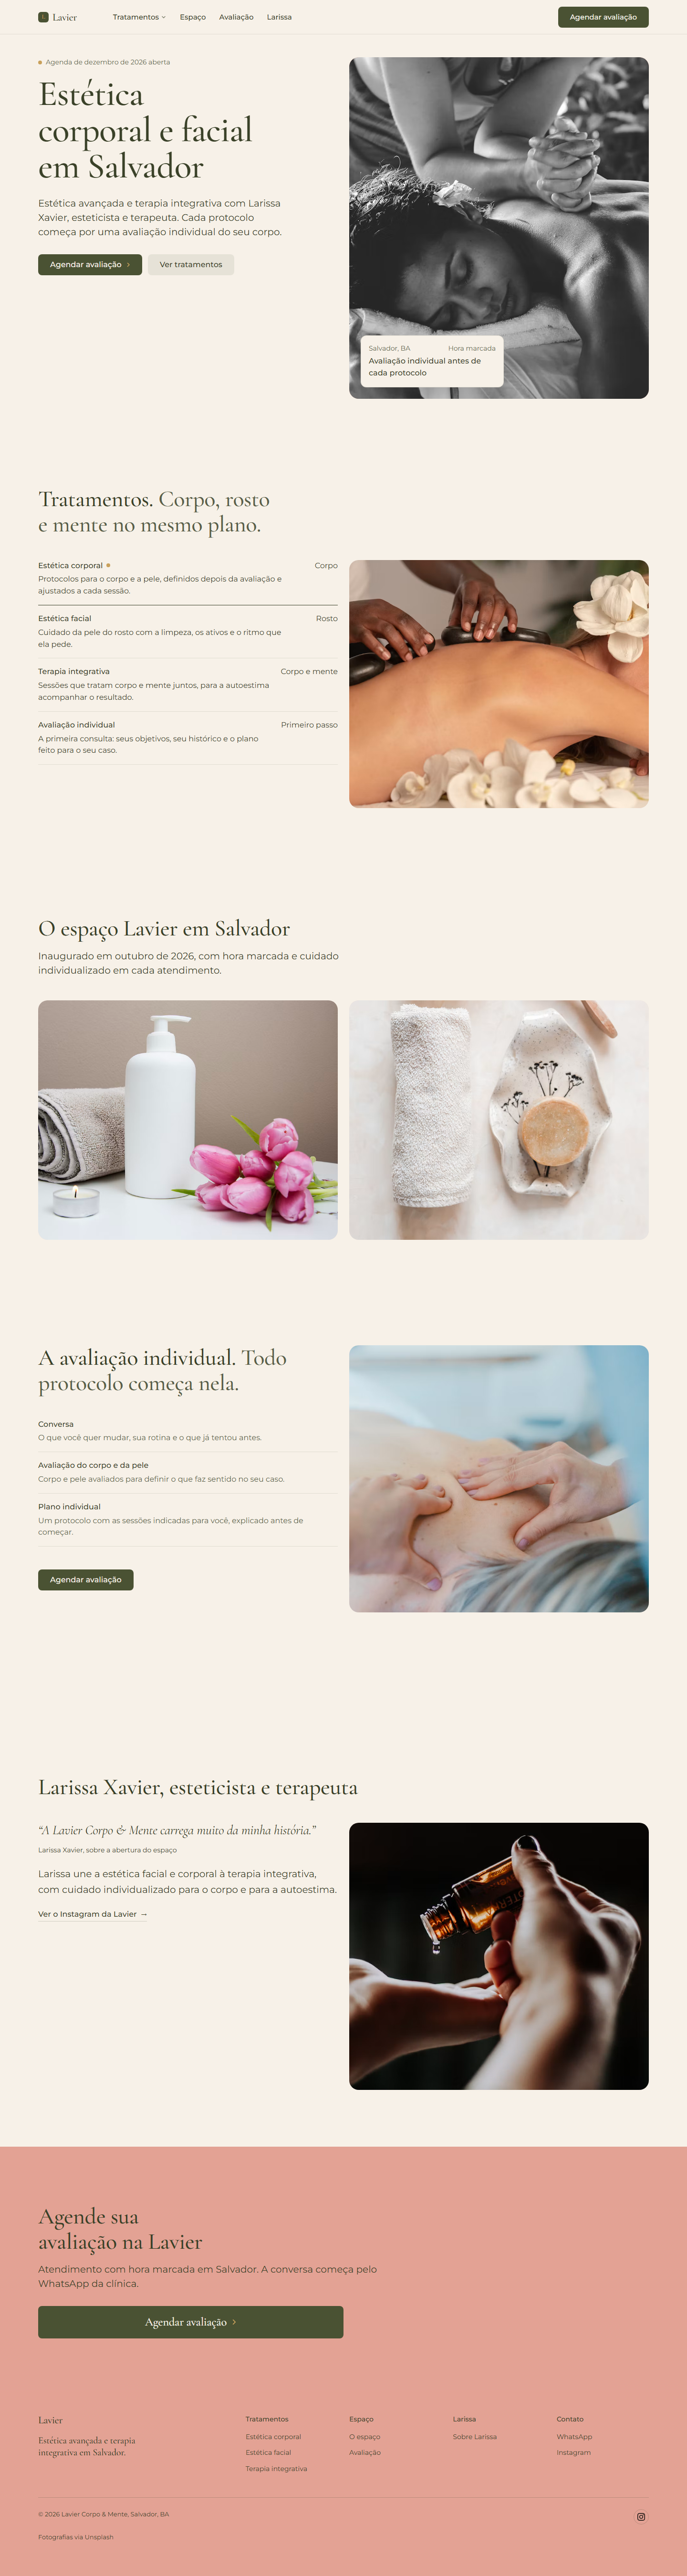 Lavier
Tratamentos
Espaço
Avaliação
Larissa
Agendar avaliação
Agenda de dezembro de 2026 aberta
Estética
corporal e facial
em Salvador
Estética avançada e terapia integrativa com Larissa
Xavier, esteticista e terapeuta. Cada protocolo
começa por uma avaliação individual do seu corpo.
Agendar avaliação
Ver tratamentos
Salvador, BA
Hora marcada
Avaliação individual antes de
cada protocolo
Tratamentos. Corpo, rosto
e mente no mesmo plano.
Estética corporal
Corpo
Protocolos para o corpo e a pele, definidos depois da avaliação e
ajustados a cada sessão.
Estética facial
Rosto
Cuidado da pele do rosto com a limpeza, os ativos e o ritmo que
ela pede.
Terapia integrativa
Corpo e mente
Sessões que tratam corpo e mente juntos, para a autoestima
acompanhar o resultado.
Avaliação individual
Primeiro passo
A primeira consulta: seus objetivos, seu histórico e o plano
feito para o seu caso.
O espaço Lavier em Salvador
Inaugurado em outubro de 2026, com hora marcada e cuidado
individualizado em cada atendimento.
A avaliação individual. Todo
protocolo começa nela.
Conversa
O que você quer mudar, sua rotina e o que já tentou antes.
Avaliação do corpo e da pele
Corpo e pele avaliados para definir o que faz sentido no seu caso.
Plano individual
Um protocolo com as sessões indicadas para você, explicado antes de
começar.
Agendar avaliação
Larissa Xavier, esteticista e terapeuta
“A Lavier Corpo & Mente carrega muito da minha história.”
Larissa Xavier, sobre a abertura do espaço
Larissa une a estética facial e corporal à terapia integrativa,
com cuidado individualizado para o corpo e para a autoestima.
Ver o Instagram da Lavier →
Agende sua
avaliação na Lavier
Atendimento com hora marcada em Salvador. A conversa começa pelo
WhatsApp da clínica.
Agendar avaliação
Lavier
Estética avançada e terapia
integrativa em Salvador.
Tratamentos
Estética corporal
Estética facial
Terapia integrativa
Espaço
O espaço
Avaliação
Larissa
Sobre Larissa
Contato
WhatsApp
Instagram
© 2026 Lavier Corpo & Mente, Salvador, BA
Fotografias via Unsplash